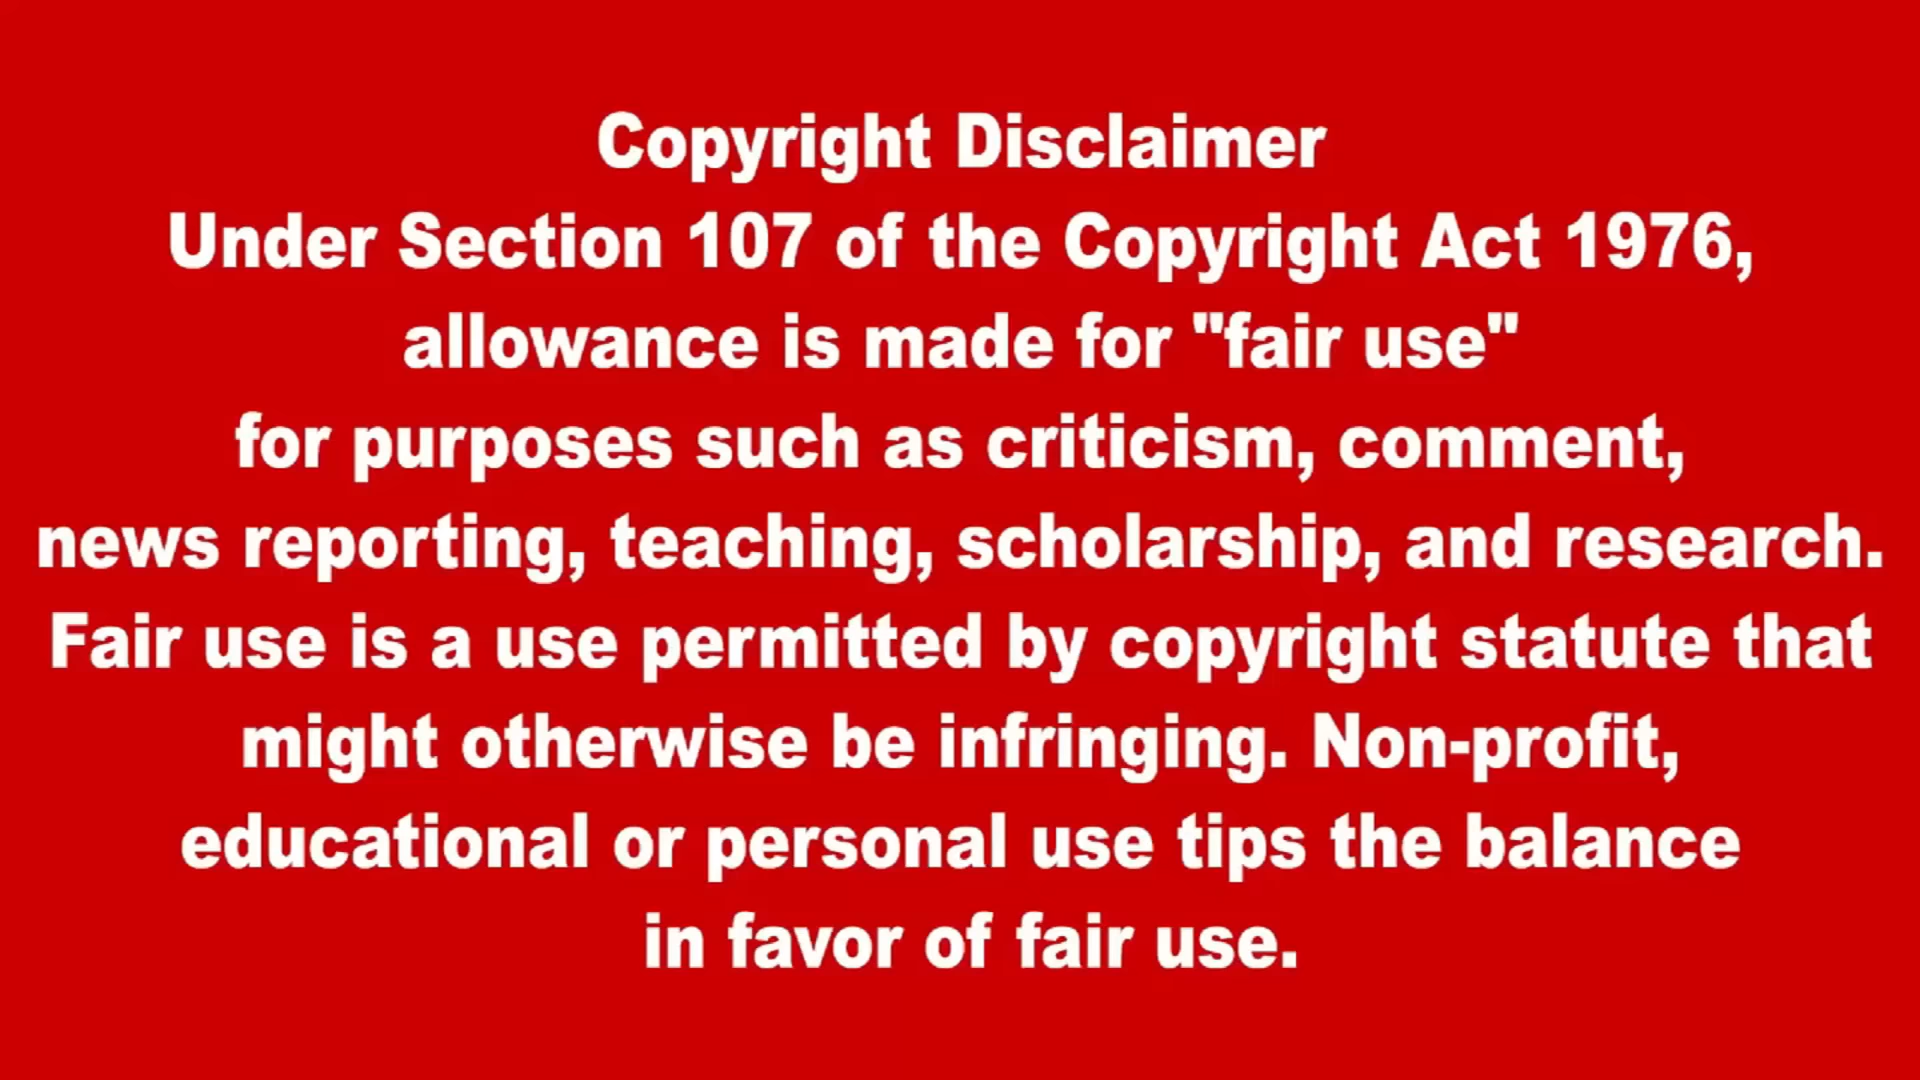 Copyright Disclaimer
Under Section 107 of the Copyright Act 1976,
allowance is made for "fair use"
for purposes such as criticism, comment,
news reporting, teaching, scholarship, and research.
Fair use is a use permitted by copyright statute that
might otherwise be infringing. Non-profit,
educational or personal use tips the balance
in favor of fair use.